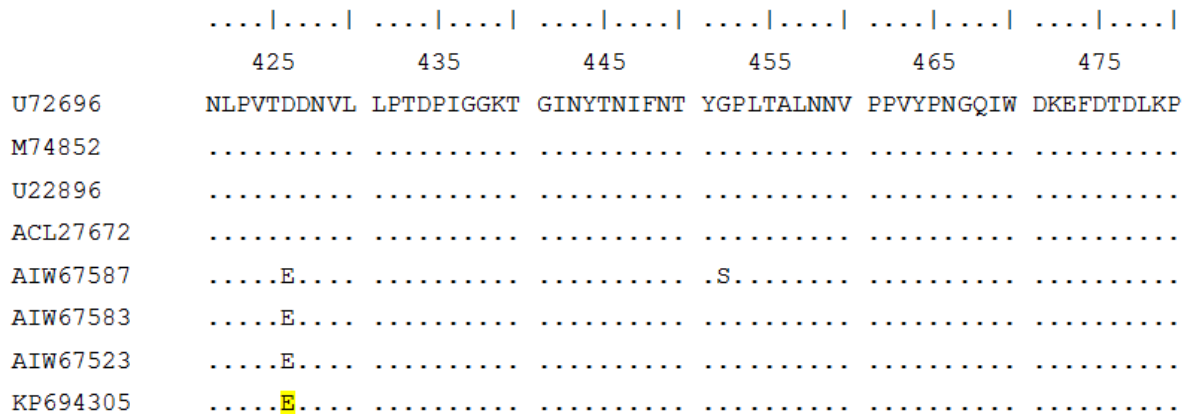 ....|....| ....|....| ....|....| ....|....| ....|....| ....|....|
425 435 445 455 465 475
U72696 NLPVTDDNVL LPTDPIGGKT GINYTNIFNT YGPLTALNNV PPVYPNGQIW DKEFDTDLKP
M74852 .......... .......... .......... .......... .......... ..........
U22896 .......... .......... .......... .......... .......... ..........
ACL27672 .......... .......... .......... .......... .......... ..........
AIW67587 .....E.... .......... .......... .S........ .......... ..........
AIW67583 .....E.... .......... .......... .......... .......... ..........
AIW67523 .....E.... .......... .......... .......... .......... ..........
KP694305 .....E.... .......... .......... .......... .......... ..........